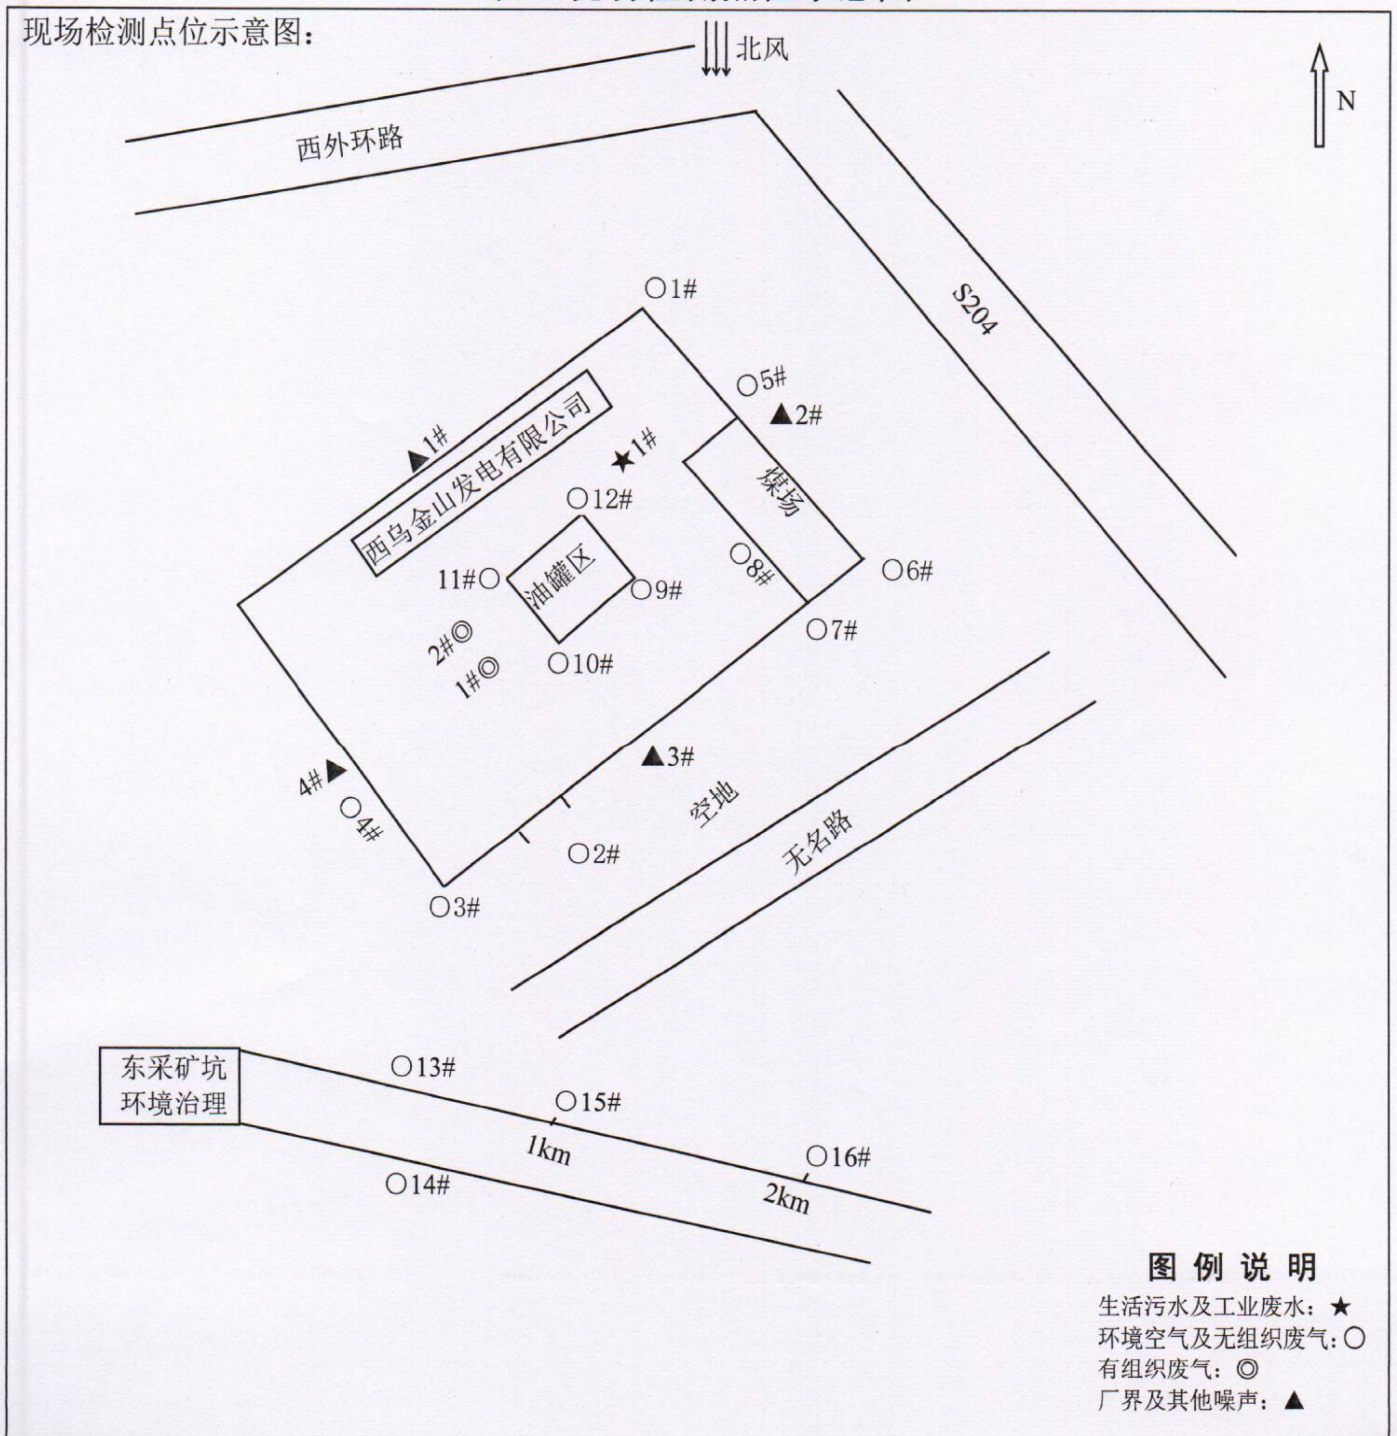 现场检测点位示意图：
北风
N
西外环路
S204
○1#
○5#
▲2#
▲1#
西乌金山发电有限公司
★1#
煤场
○12#
○8#
○6#
11#○
油罐区
○9#
○7#
2#◎
○10#
1#◎
▲3#
4#▲
空地
○4#
无名路
○2#
○3#
东采矿坑
环境治理
○13#
○15#
1km
○16#
○14#
2km
图例说明
生活污水及工业废水：★
环境空气及无组织废气：○
有组织废气：◎
厂界及其他噪声：▲